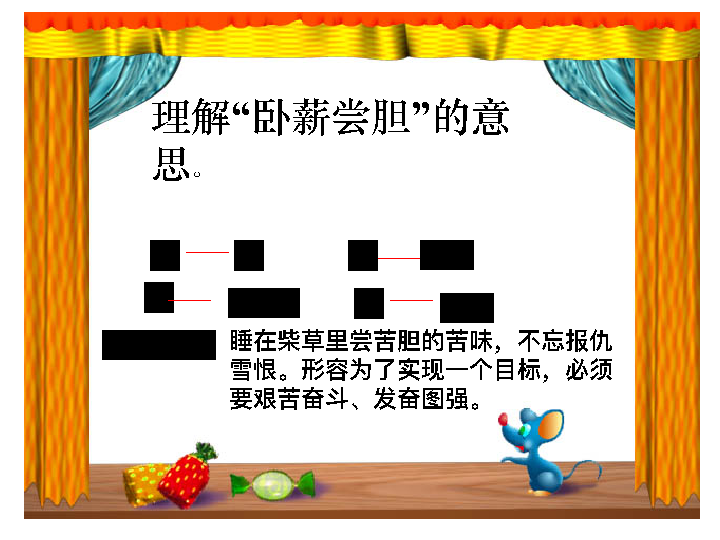 理解“卧薪尝胆”的意
思。
睡在柴草里尝苦胆的苦味，不忘报仇
雪恨。形容为了实现一个目标，必须
要艰苦奋斗、发奋图强。